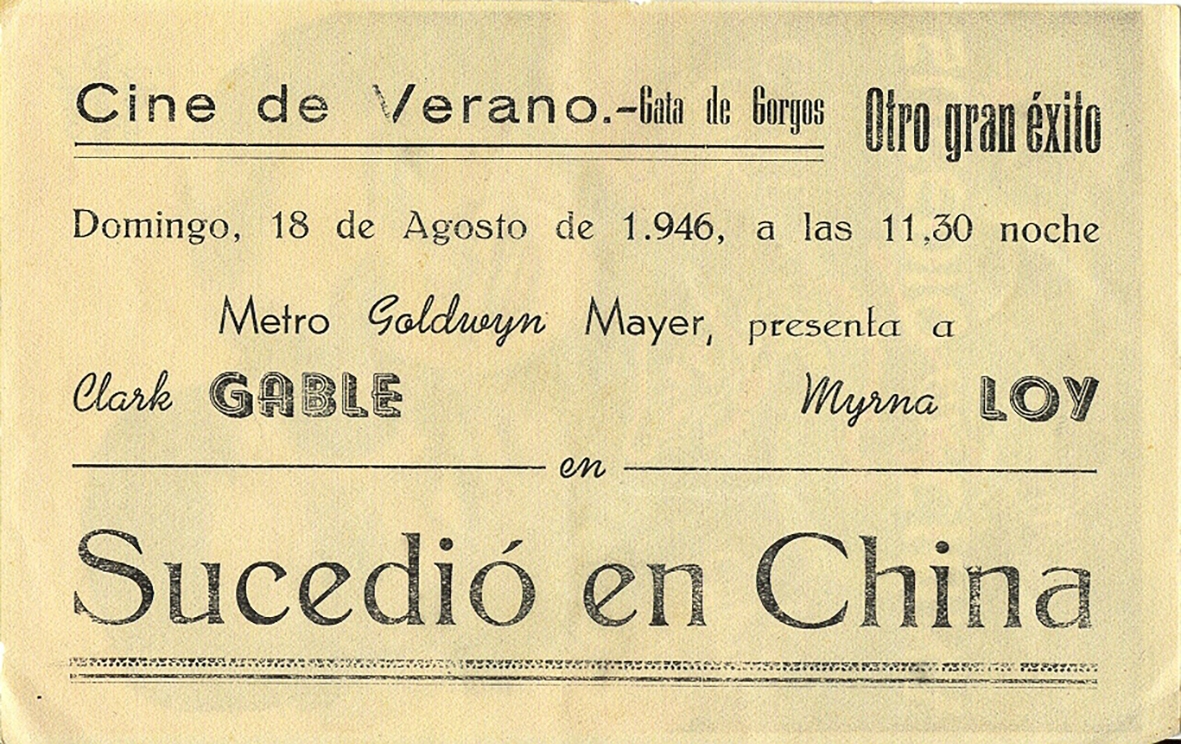 Cine de Verano.-Gata de Gorgos Otro gran éxito
Domingo, 18 de Agosto de 1.946, a las 11,30 noche
Metro Goldwyn Mayer, presenta a
Clark GABLE Myrna LOY
en
Sucedió en China